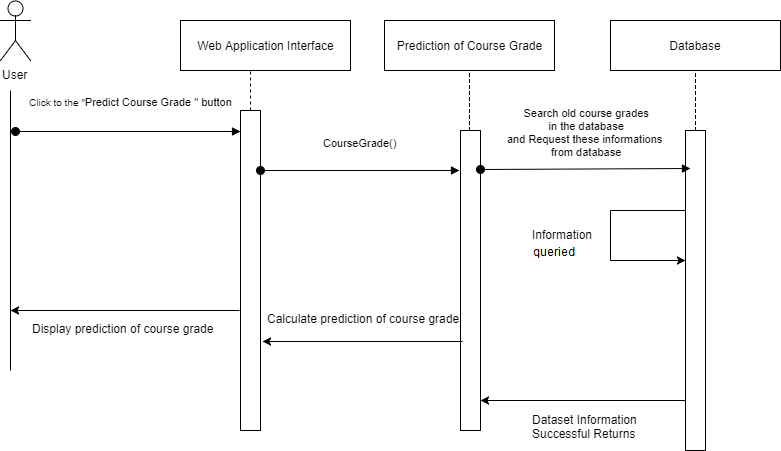 User
Web Application Interface
Prediction of Course Grade
Database
Click to the "Predict Course Grade " button
CourseGrade()
Search old course grades
in the database
and Request these informations
from database
Information
queried
Calculate prediction of course grade
Display prediction of course grade
Dataset Information
Successful Returns